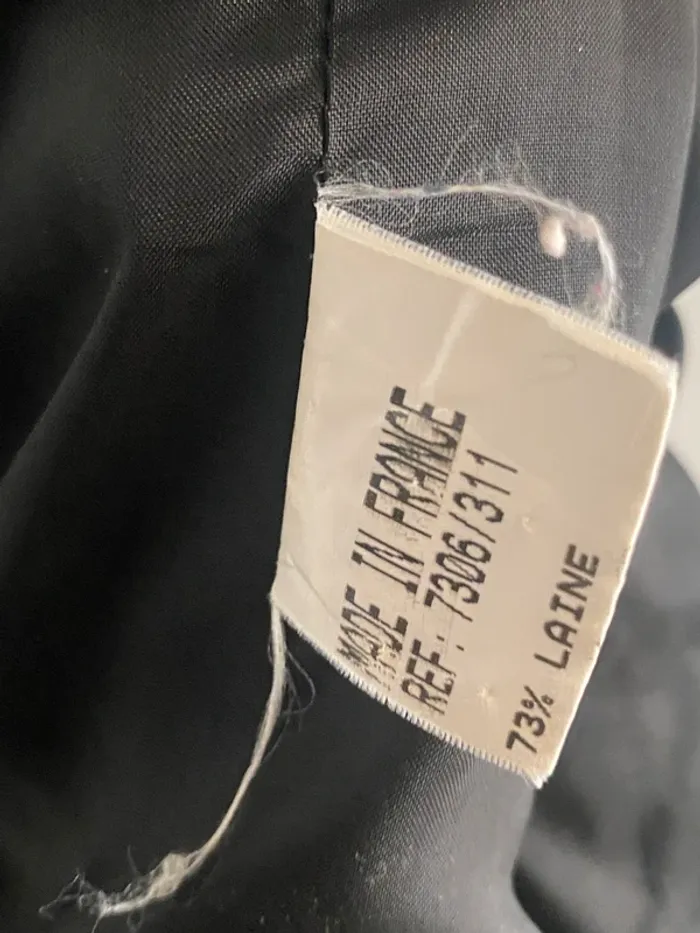 MADE IN FRANCE
REF: 7306/311
73% LAINE